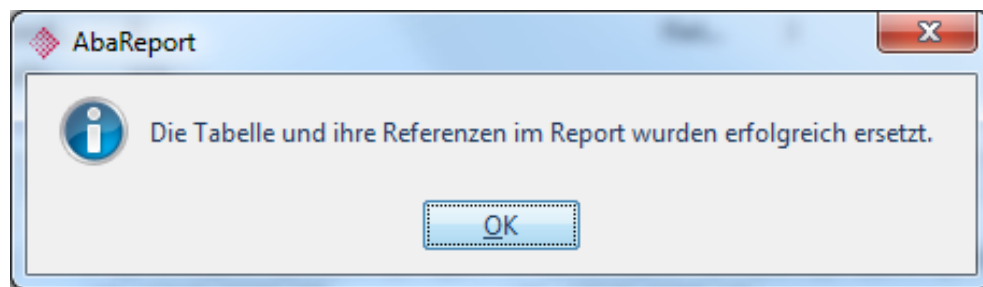 AbaReport
Die Tabelle und ihre Referenzen im Report wurden erfolgreich ersetzt.
OK